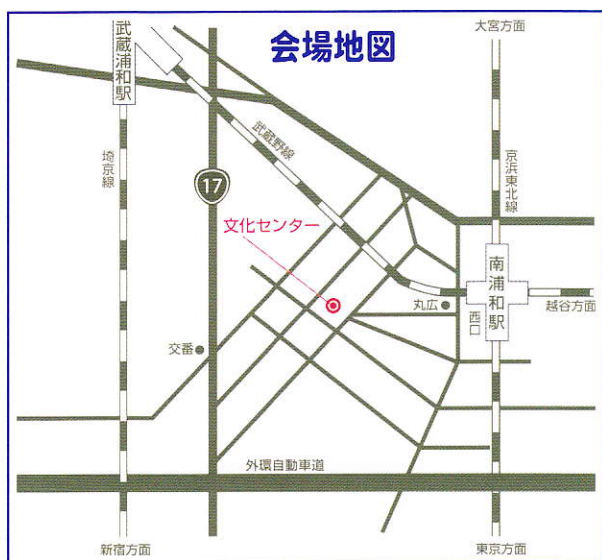 会場地図
大宮方面
武蔵浦和駅
武蔵野線
京浜東北線
埼京線
17
文化センター
南浦和駅
丸広
西口
越谷方面
交番
外環自動車道
新宿方面
東京方面